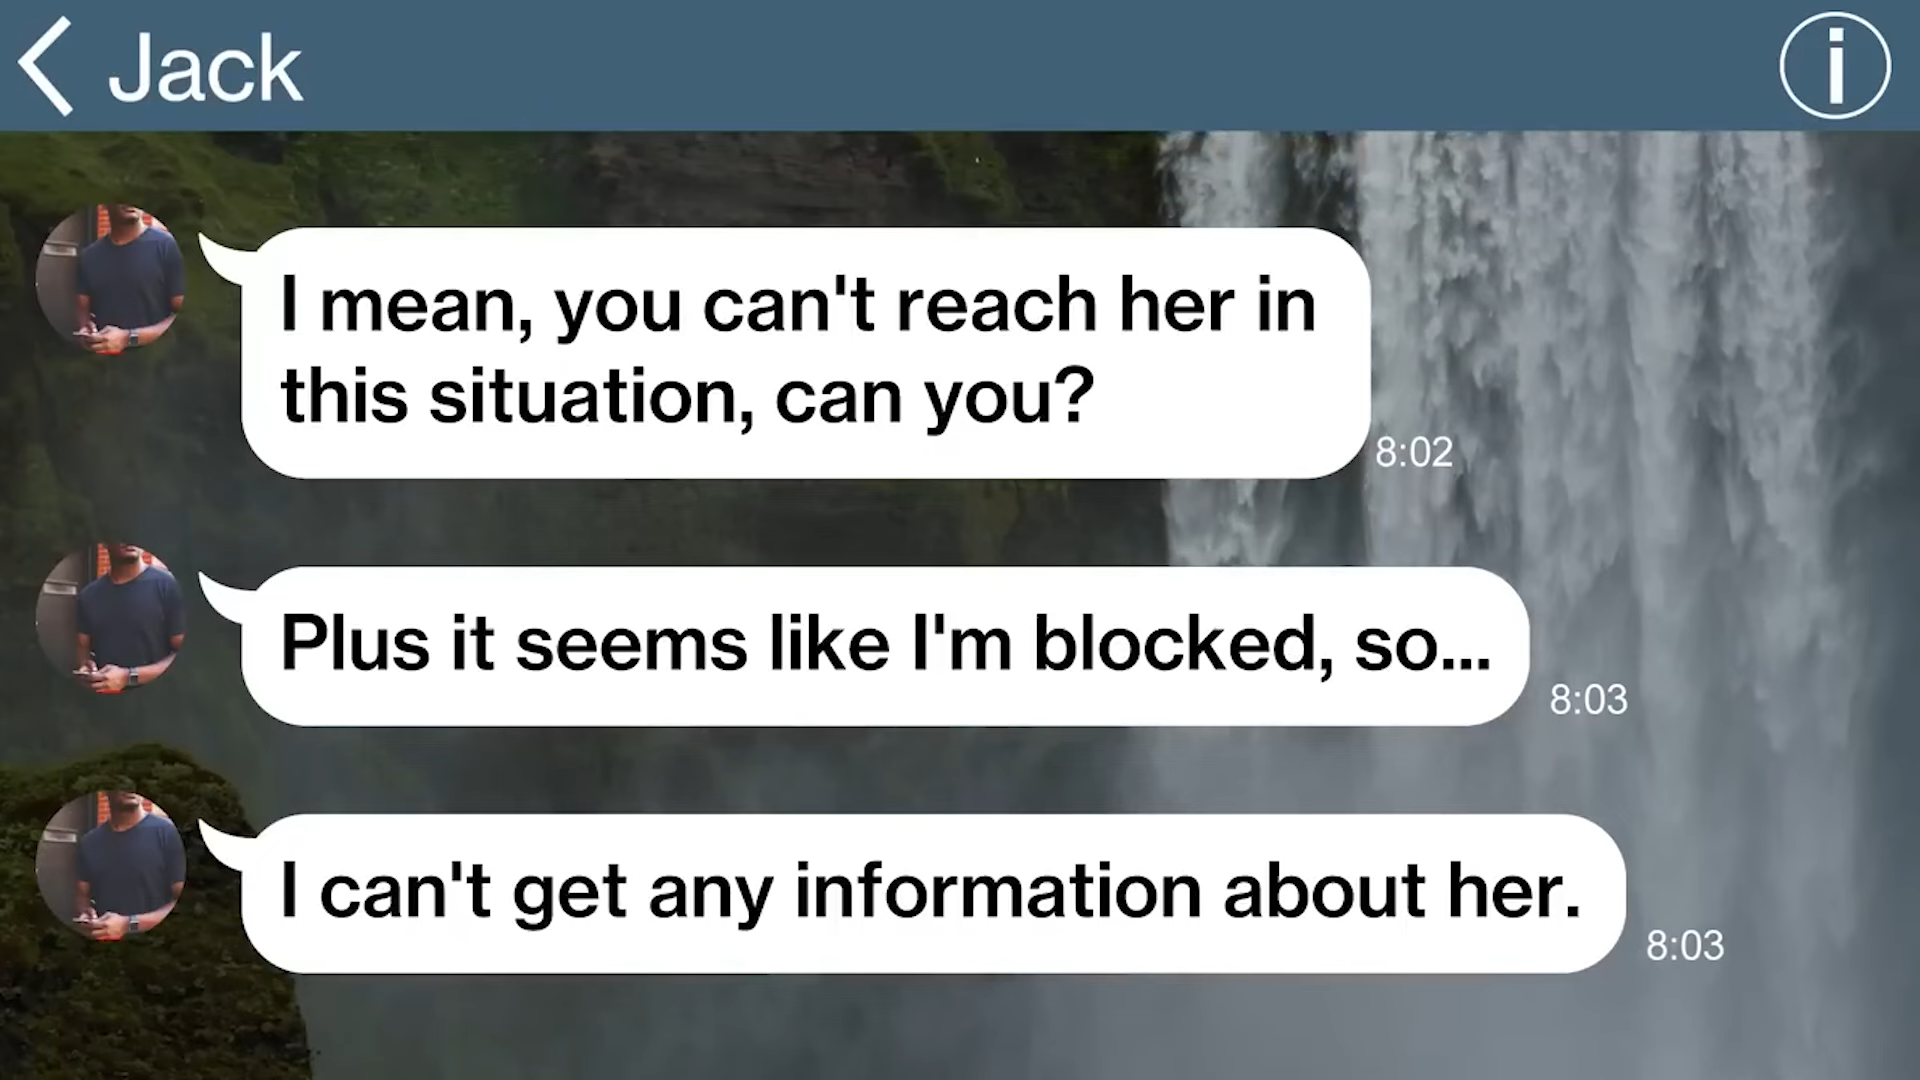 Jack
I mean, you can't reach her in
this situation, can you?
8:02
Plus it seems like I'm blocked, so...
8:03
I can't get any information about her.
8:03